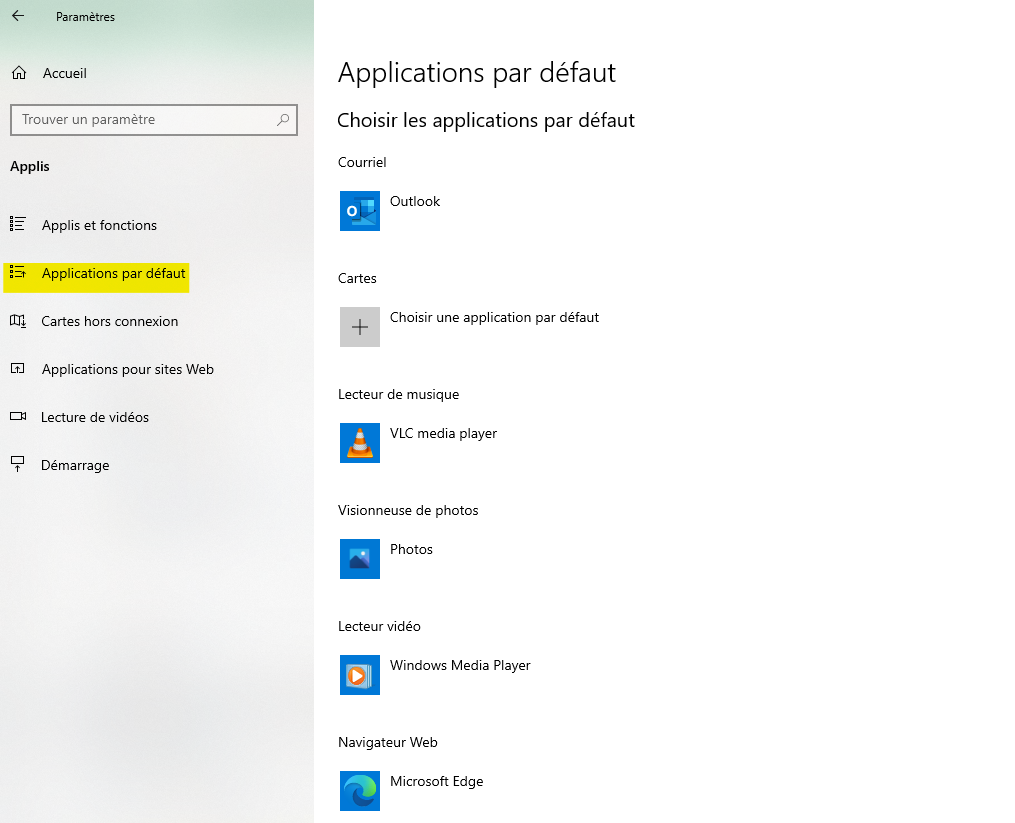 Paramètres
Accueil
Trouver un paramètre
Applis
Applis et fonctions
Applications par défaut
Cartes hors connexion
Applications pour sites Web
Lecture de vidéos
Démarrage
Applications par défaut
Choisir les applications par défaut
Courriel
Outlook
Cartes
Choisir une application par défaut
Lecteur de musique
VLC media player
Visionneuse de photos
Photos
Lecteur vidéo
Windows Media Player
Navigateur Web
Microsoft Edge